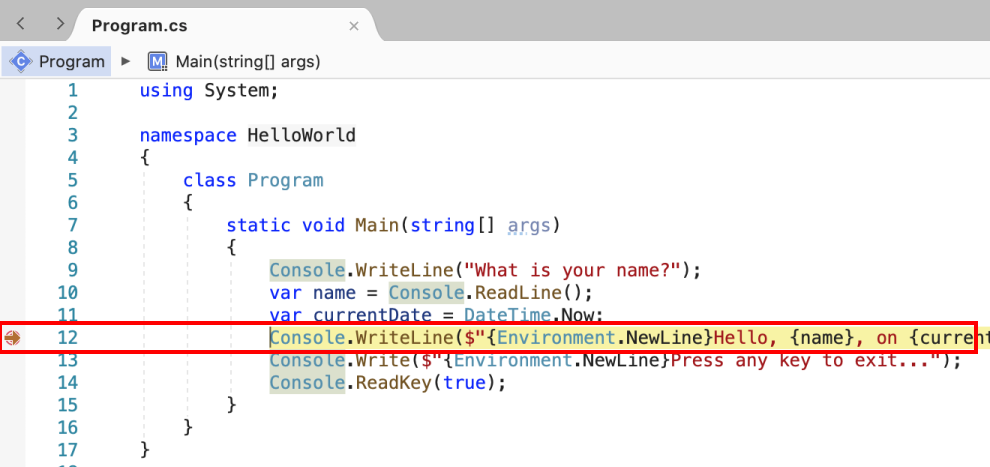 Program.cs ×
Program ▶ M Main(string[] args)
1 using System;
2
3 namespace HelloWorld
4 {
5     class Program
6     {
7         static void Main(string[] args)
8         {
9             Console.WriteLine("What is your name?");
10             var name = Console.ReadLine();
11             var currentDate = DateTime.Now;
12             Console.WriteLine($"{Environment.NewLine}Hello, {name}, on {current
13             Console.Write($"{Environment.NewLine}Press any key to exit...");
14             Console.ReadKey(true);
15         }
16     }
17 }